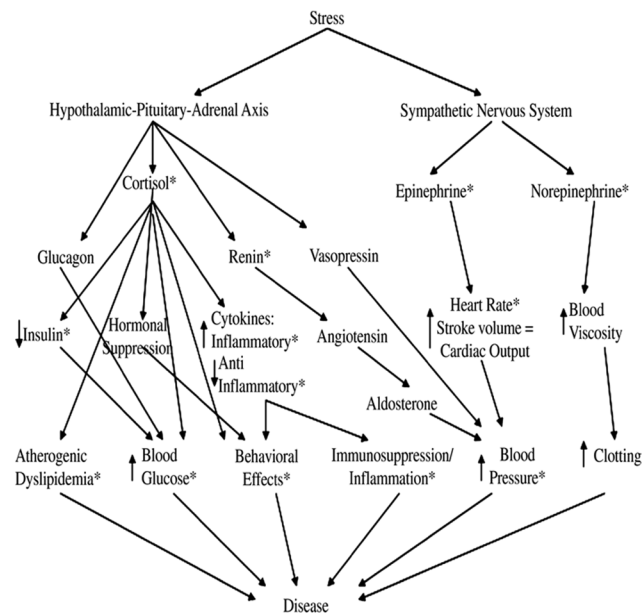 Stress
Hypothalamic-Pituitary-Adrenal Axis
Sympathetic Nervous System
Cortisol*
Epinephrine*
Norepinephrine*
Glucagon
Renin*
Vasopressin
Insulin*
Hormonal
Suppression
Cytokines:
Inflammatory*
Anti
Inflammatory*
Angiotensin
Heart Rate*
Stroke volume =
Cardiac Output
Blood
Viscosity
Aldosterone
Atherogenic
Dyslipidemia*
Blood
Glucose*
Behavioral
Effects*
Immunosuppression/
Inflammation*
Blood
Pressure*
Clotting
Disease